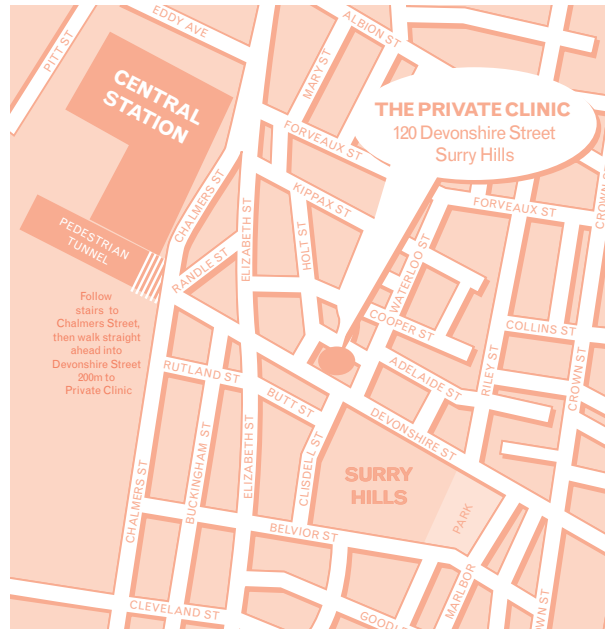 EDDY AVE
ALBION ST
PITT ST
MARY ST
CENTRAL
STATION
THE PRIVATE CLINIC
120 Devonshire Street
Surry Hills
FORVEAUX ST
CHALMERS ST
KIPPAX ST
FORVEAUX ST
CROWN
PEDESTRIAN
TUNNEL
ELIZABETH ST
HOLT ST
WATERLOO ST
RANDLE ST
Follow
stairs to
Chalmers Street,
then walk straight
ahead into
Devonshire Street
200m to
Private Clinic
COOPER ST
COLLINS ST
RUTLAND ST
ADELAIDE ST
RILEY ST
CROWN ST
BUTT ST
DEVONSHIRE ST
ELIZABETH ST
BUCKINGHAM ST
CLISDELL ST
SURRY
HILLS
CHALMERS ST
PARK
BELVIOR ST
MARLBOR
CLEVELAND ST
GOODL
WN ST